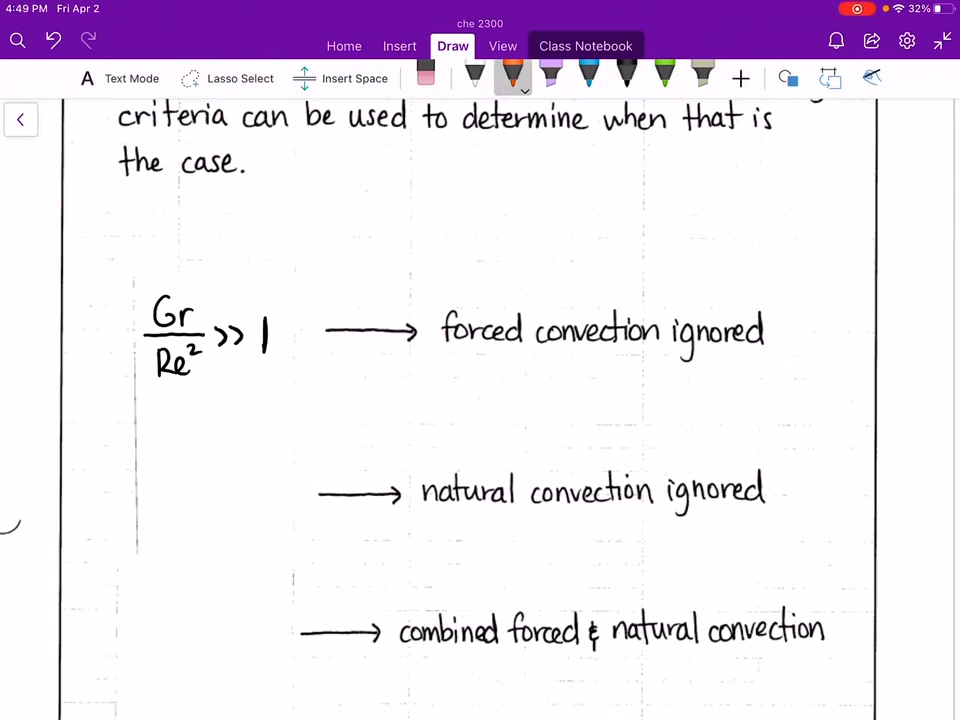 4:49 PM Fri Apr 2
32%
che 2300
Home Insert Draw View Class Notebook
A Text Mode Lasso Select Insert Space
criteria can be used to determine when that is
the case.
Gr/Re² >> 1 → forced convection ignored
→ natural convection ignored
→ combined forced & natural convection